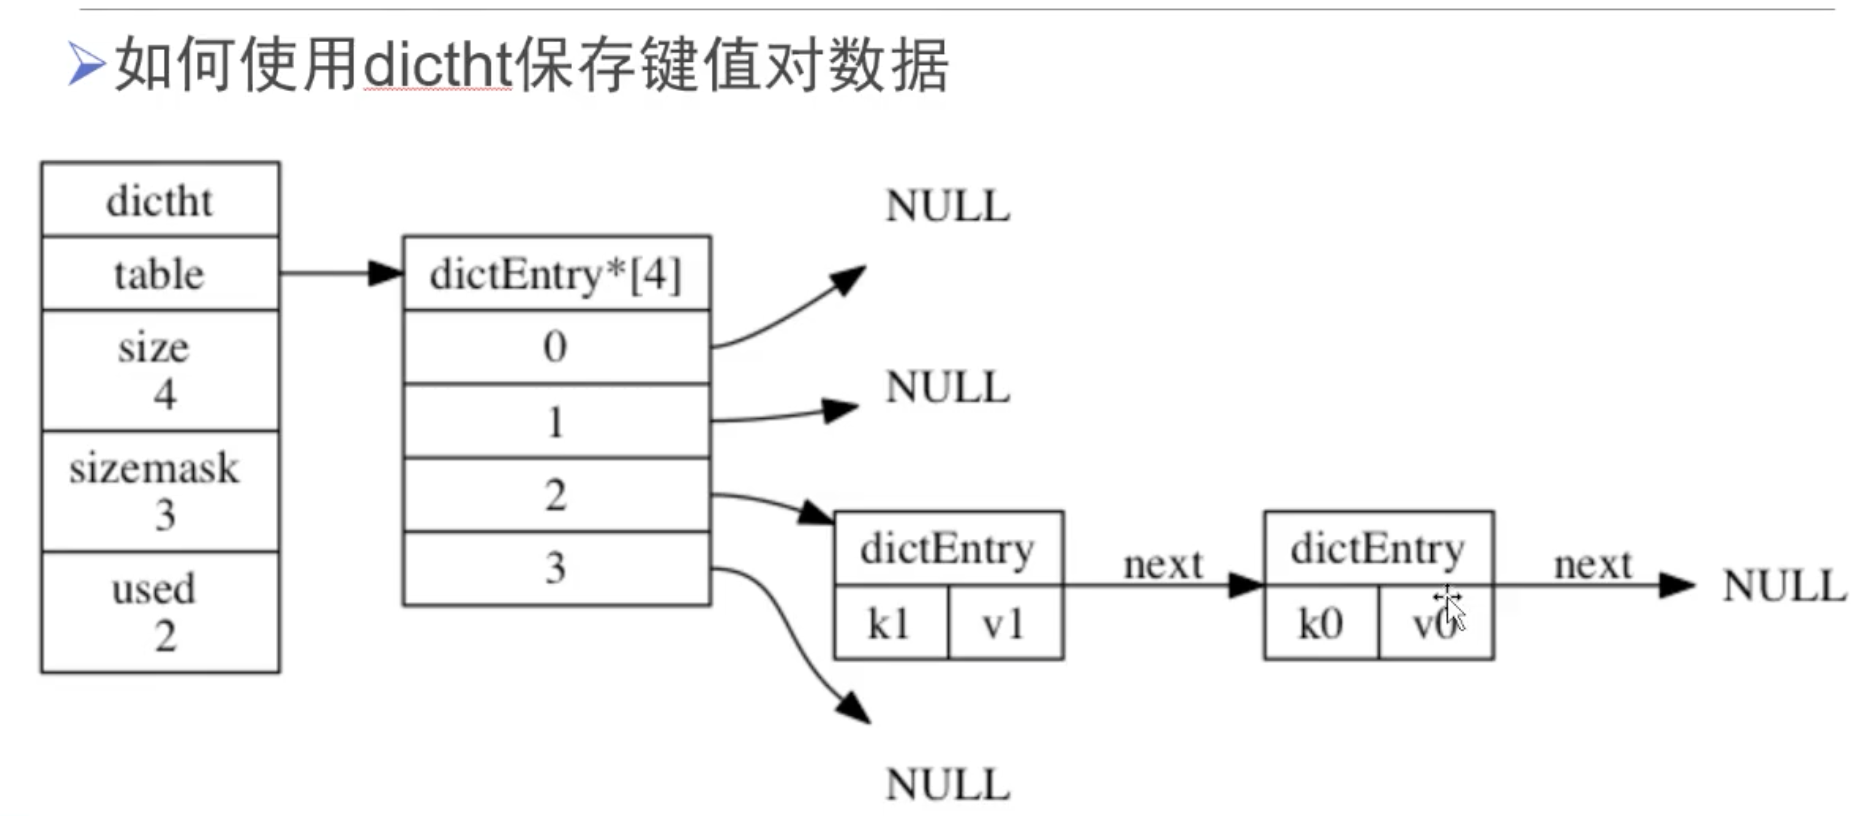 如何使用dictht保存键值对数据
dictht
table
size
4
sizemask
3
used
2
dictEntry*[4]
0
1
2
3
NULL
NULL
dictEntry
k1 v1
next
dictEntry
k0 v0
next
NULL
NULL